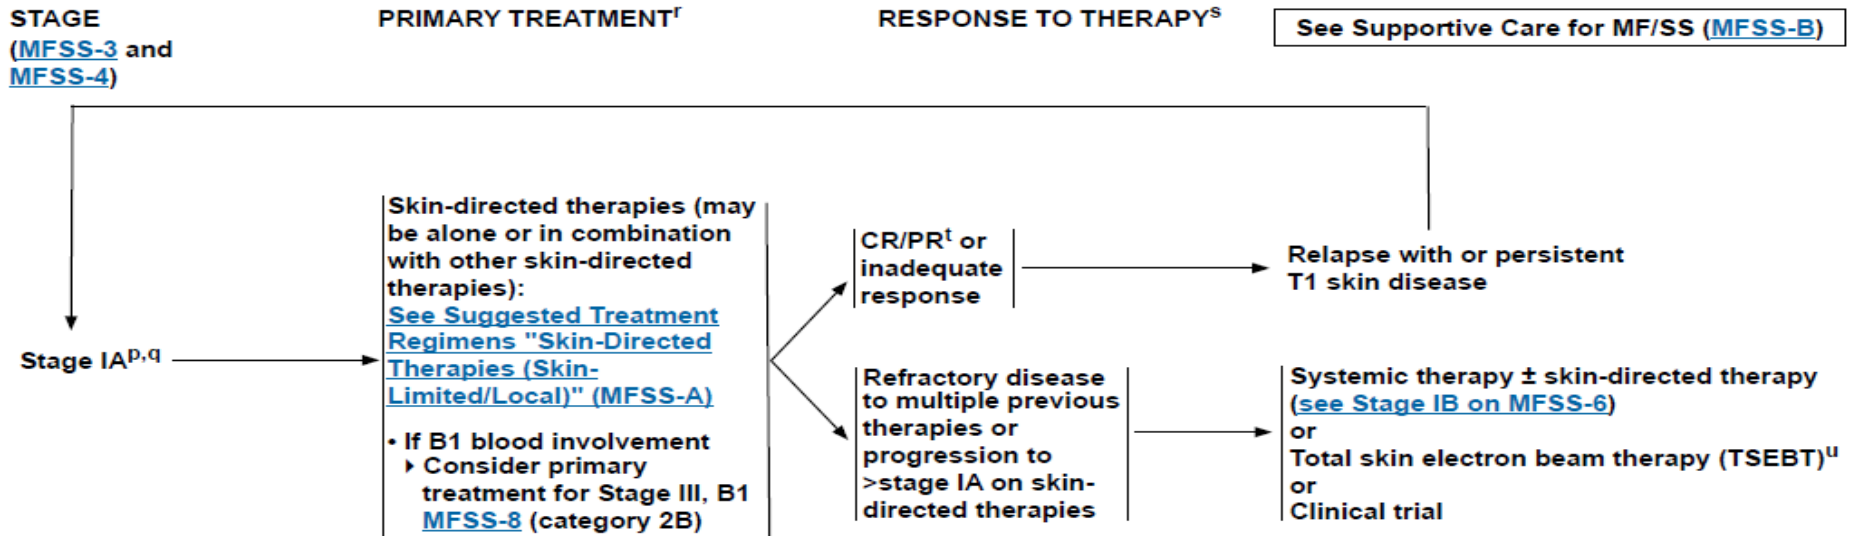 STAGE
(MFSS-3 and
MFSS-4)
PRIMARY TREATMENTr
RESPONSE TO THERAPYs
See Supportive Care for MF/SS (MFSS-B)
Stage IAp,q
Skin-directed therapies (may
be alone or in combination
with other skin-directed
therapies):
See Suggested Treatment
Regimens "Skin-Directed
Therapies (Skin-
Limited/Local)" (MFSS-A)
• If B1 blood involvement
‣ Consider primary
treatment for Stage III, B1
MFSS-8 (category 2B)
CR/PRt or
inadequate
response
Relapse with or persistent
T1 skin disease
Refractory disease
to multiple previous
therapies or
progression to
>stage IA on skin-
directed therapies
Systemic therapy ± skin-directed therapy
(see Stage IB on MFSS-6)
or
Total skin electron beam therapy (TSEBT)u
or
Clinical trial